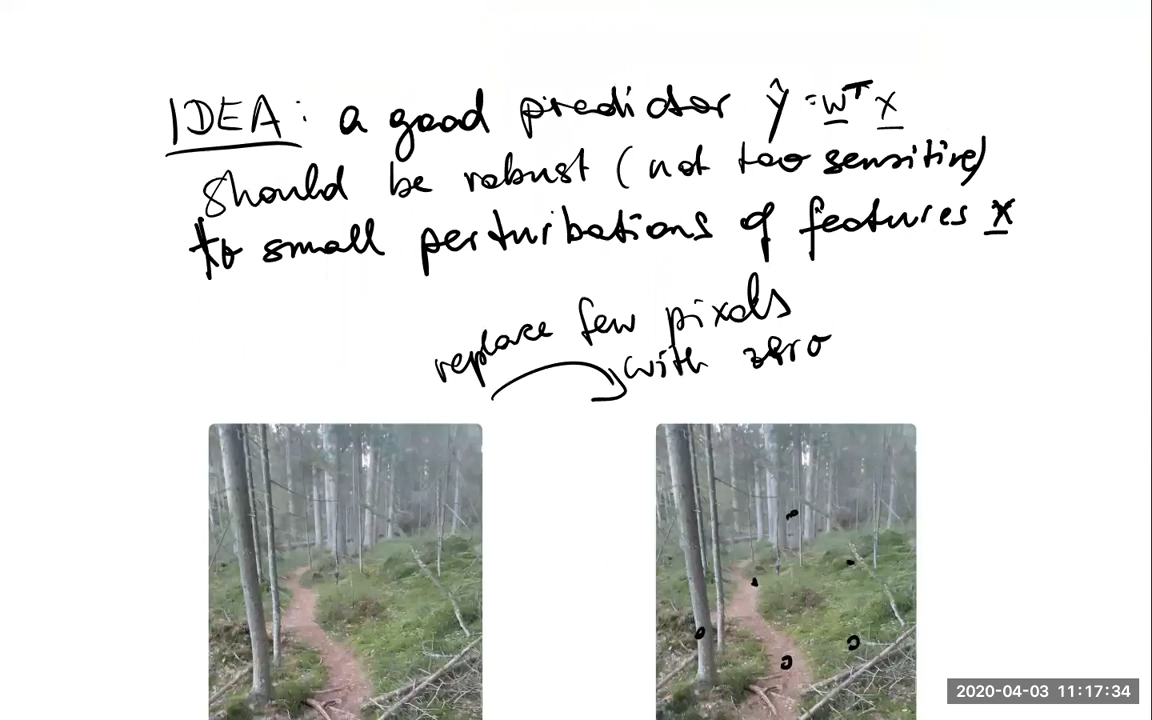 IDEA: a good predictor ŷ = w^T x
should be robust (not too sensitive)
to small perturbations of features x
replace few pixels
with zero
2020-04-03 11:17:34